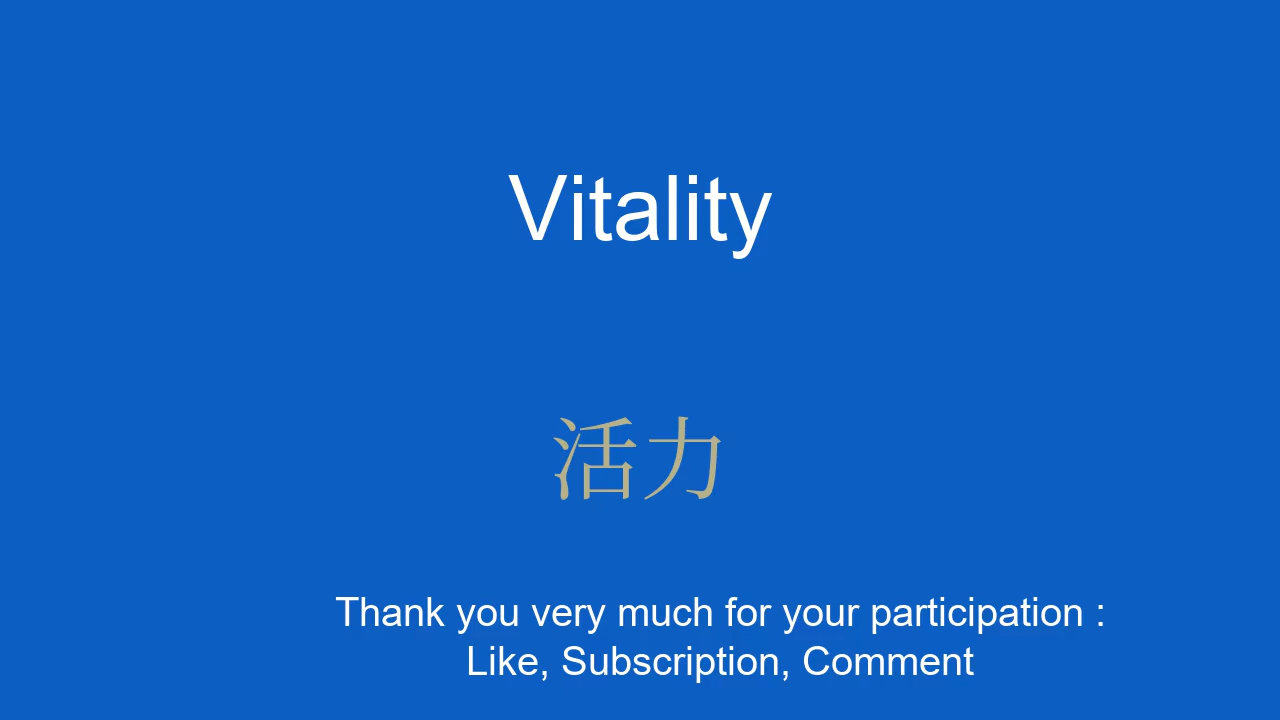 Vitality
活力
Thank you very much for your participation :
Like, Subscription, Comment